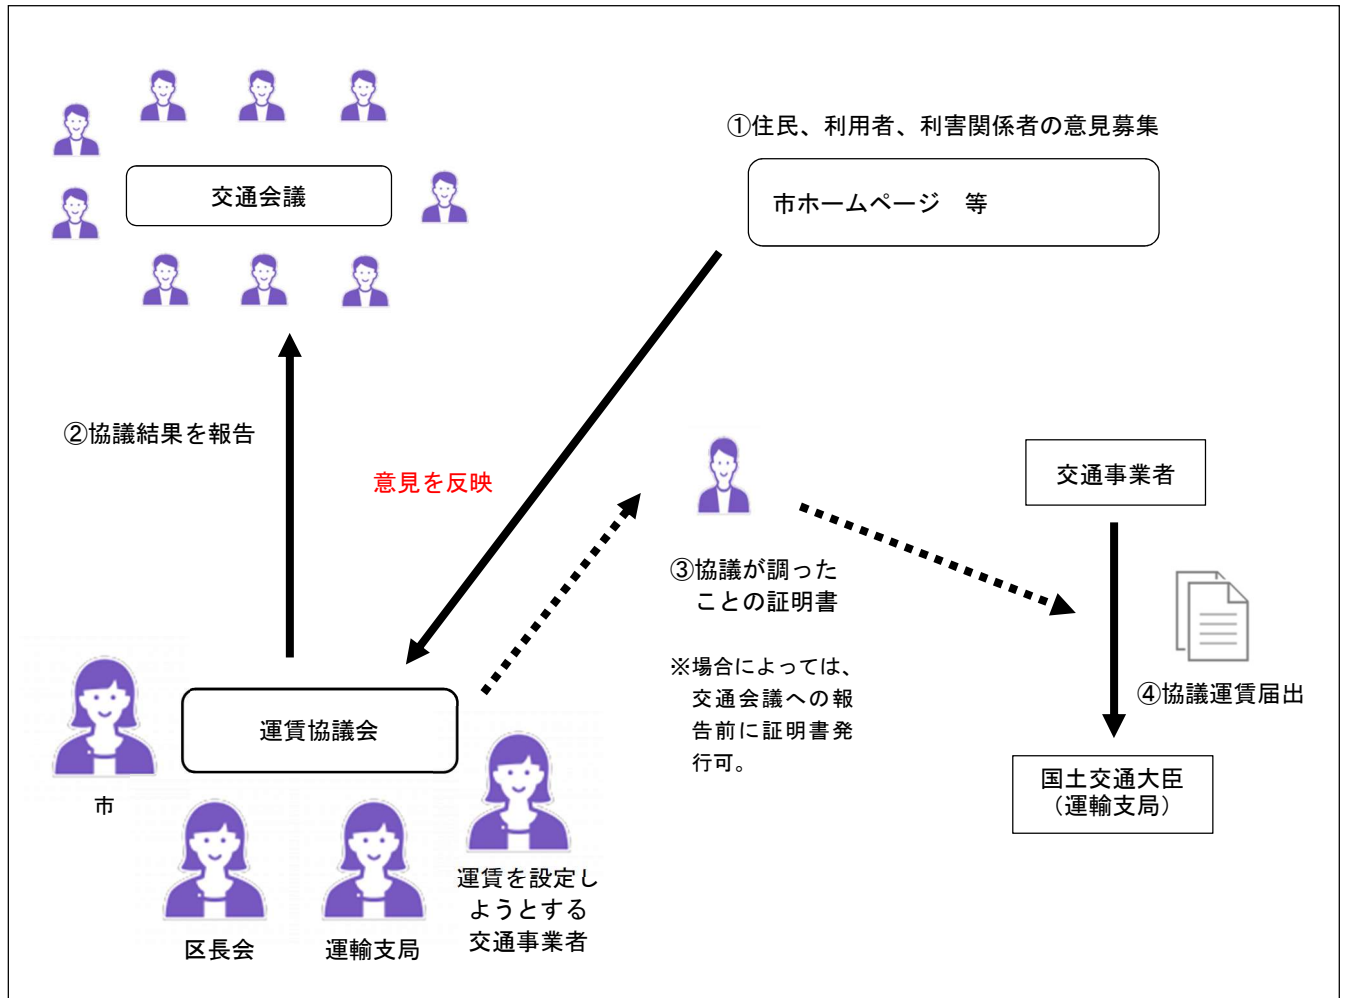 ①住民、利用者、利害関係者の意見募集
交通会議
市ホームページ　等
②協議結果を報告
意見を反映
交通事業者
③協議が調った
ことの証明書
※場合によっては、
交通会議への報
告前に証明書発
行可。
④協議運賃届出
運賃協議会
国土交通大臣
（運輸支局）
市
運賃を設定し
ようとする
交通事業者
区長会
運輸支局